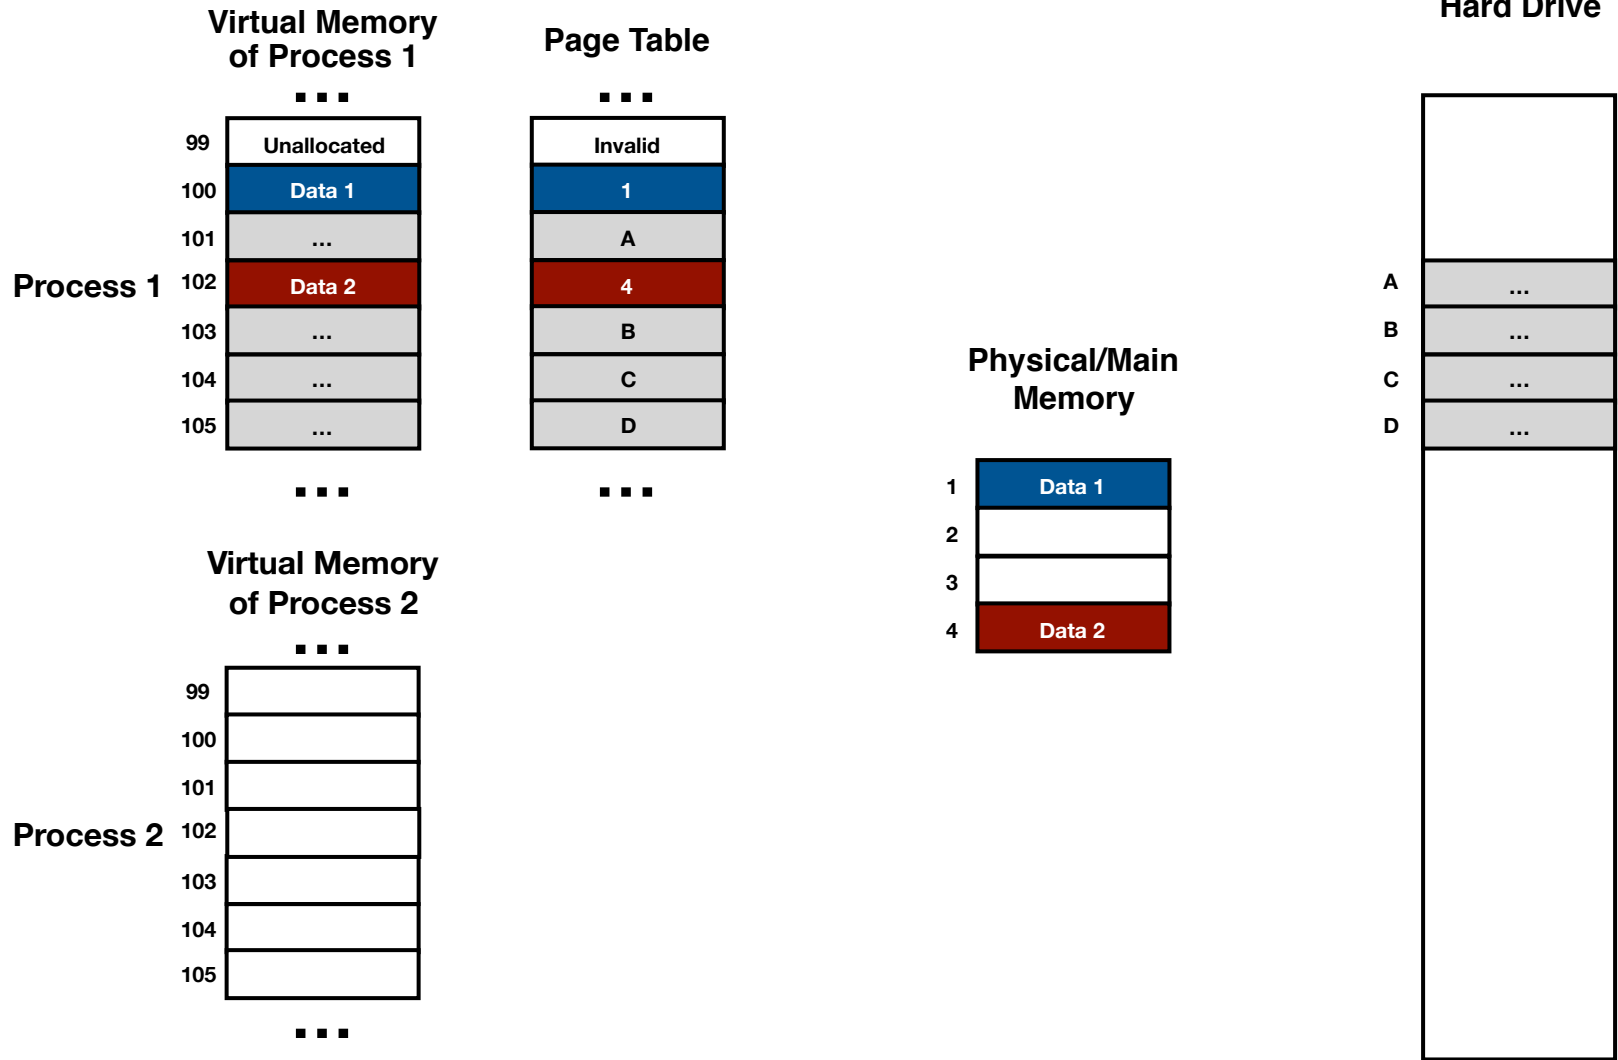 Virtual Memory
of Process 1
Page Table
Hard Drive
...
...
99 Unallocated Invalid
100 Data 1 1
101 ... A
Process 1 102 Data 2 4 A ...
103 ... B B ...
104 ... C C ...
105 ... D D ...
...
...
Physical/Main
Memory
1 Data 1
2
3
4 Data 2
Virtual Memory
of Process 2
...
99
100
101
Process 2 102
103
104
105
...